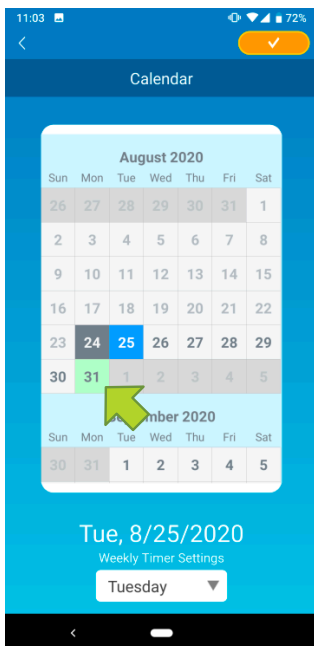 11:03 72%
Calendar
August 2020
Sun Mon Tue Wed Thu Fri Sat
26 27 28 29 30 31 1
2 3 4 5 6 7 8
9 10 11 12 13 14 15
16 17 18 19 20 21 22
23 24 25 26 27 28 29
30 31 1 2 3 4 5
2020
Sun Mon Tue Wed Thu Fri Sat
30 31 1 2 3 4 5
Tue, 8/25/2020
Weekly Timer Settings
Tuesday